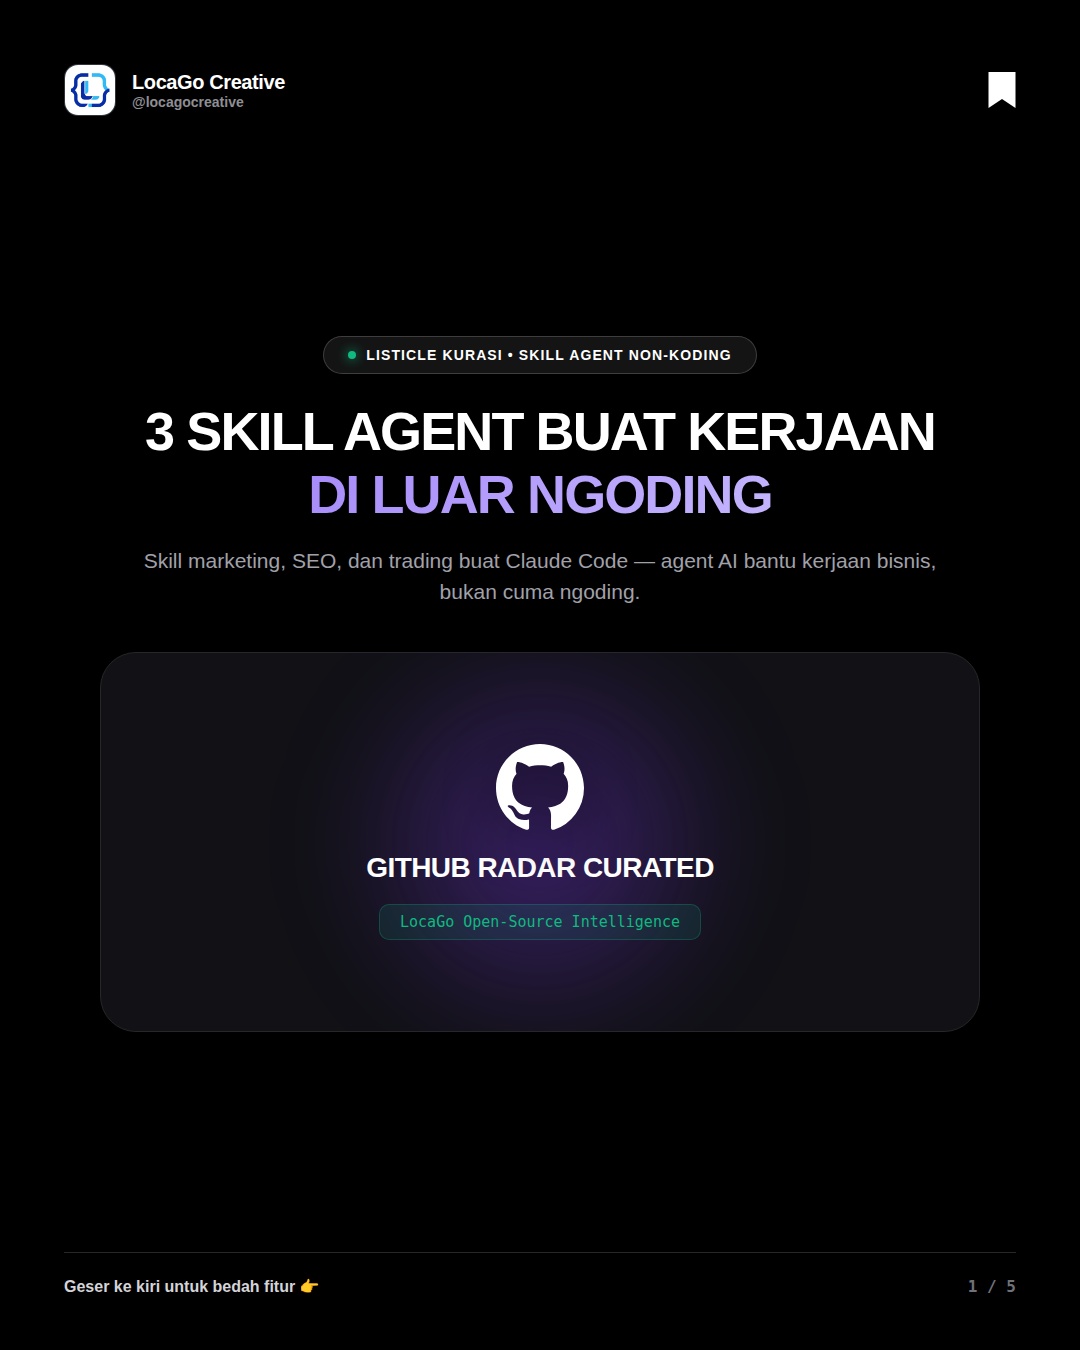 LocaGo Creative
@locagocreative
LISTICLE KURASI • SKILL AGENT NON-KODING
3 SKILL AGENT BUAT KERJAAN
DI LUAR NGODING
Skill marketing, SEO, dan trading buat Claude Code — agent AI bantu kerjaan bisnis,
bukan cuma ngoding.
GITHUB RADAR CURATED
LocaGo Open-Source Intelligence
Geser ke kiri untuk bedah fitur 👉
1 / 5